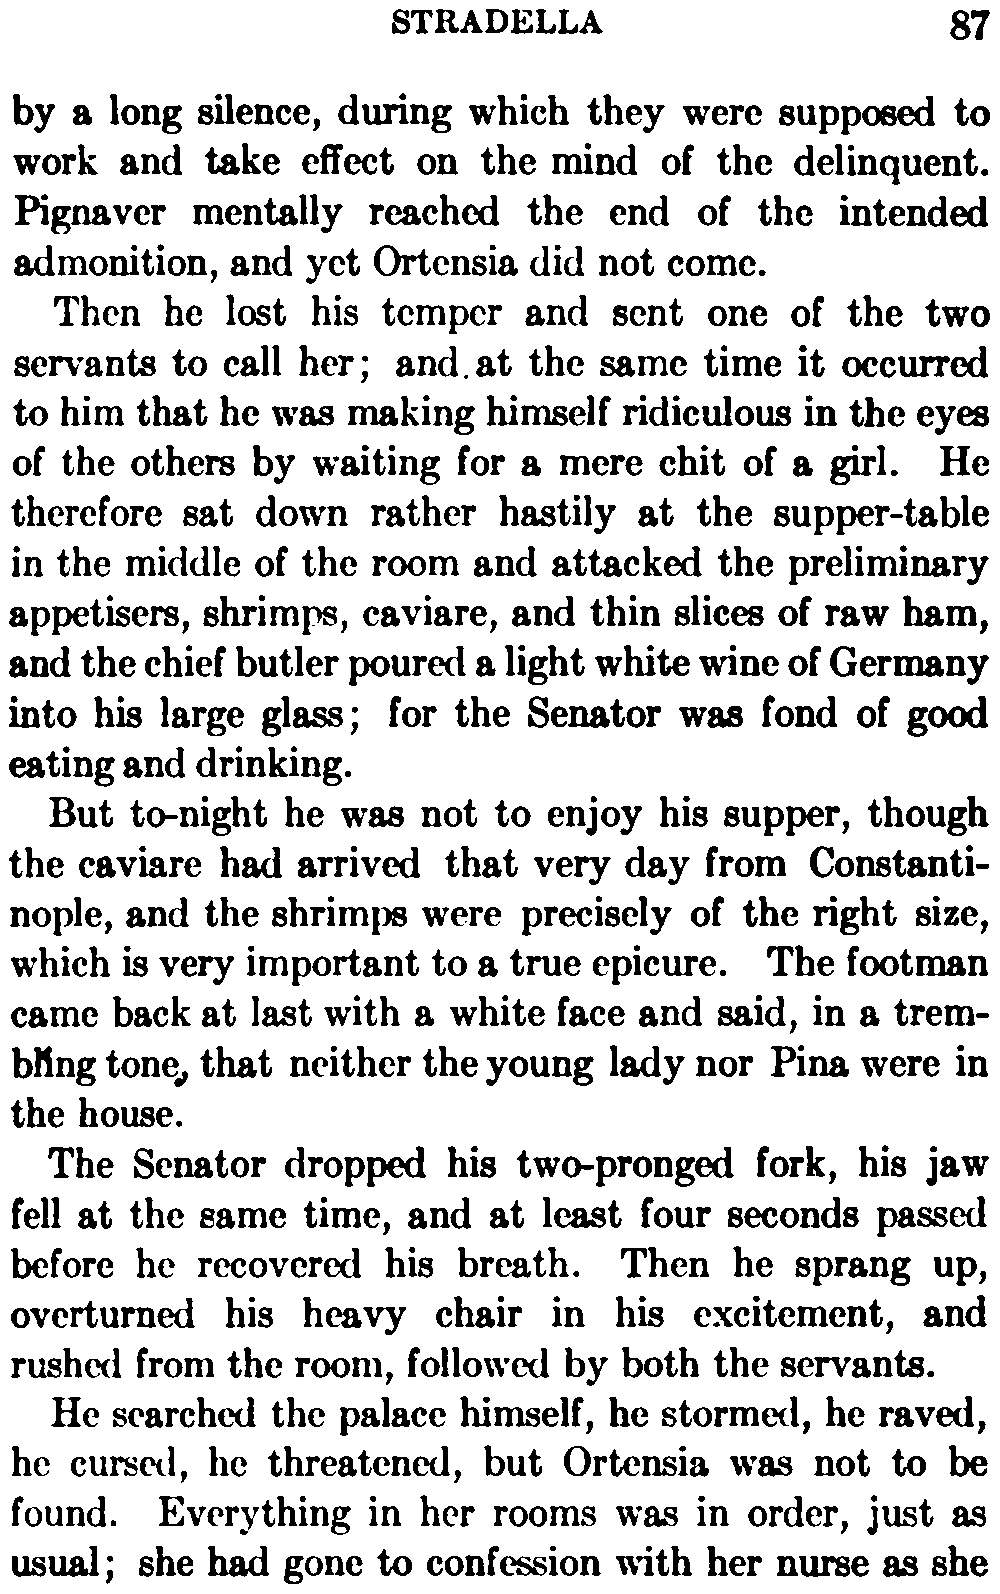 STRADELLA 87
by a long silence, during which they were supposed to
work and take effect on the mind of the delinquent.
Pignaver mentally reached the end of the intended
admonition, and yet Ortensia did not come.
Then he lost his temper and sent one of the two
servants to call her; and. at the same time it occurred
to him that he was making himself ridiculous in the eyes
of the others by waiting for a mere chit of a girl. He
therefore sat down rather hastily at the supper-table
in the middle of the room and attacked the preliminary
appetisers, shrimps, caviare, and thin slices of raw ham,
and the chief butler poured a light white wine of Germany
into his large glass; for the Senator was fond of good
eating and drinking.
But to-night he was not to enjoy his supper, though
the caviare had arrived that very day from Constanti-
nople, and the shrimps were precisely of the right size,
which is very important to a true epicure. The footman
came back at last with a white face and said, in a trem-
bling tone, that neither the young lady nor Pina were in
the house.
The Senator dropped his two-pronged fork, his jaw
fell at the same time, and at least four seconds passed
before he recovered his breath. Then he sprang up,
overturned his heavy chair in his excitement, and
rushed from the room, followed by both the servants.
He searched the palace himself, he stormed, he raved,
he cursed, he threatened, but Ortensia was not to be
found. Everything in her rooms was in order, just as
usual; she had gone to confession with her nurse as she